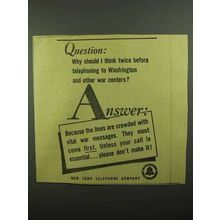 Question:
Why should I think twice before
telephoning to Washington
and other war centers?
Answer:
Because the lines are crowded with
vital war messages. They must
come first. Unless your call is
essential...please don't make it!
NEW YORK TELEPHONE COMPANY